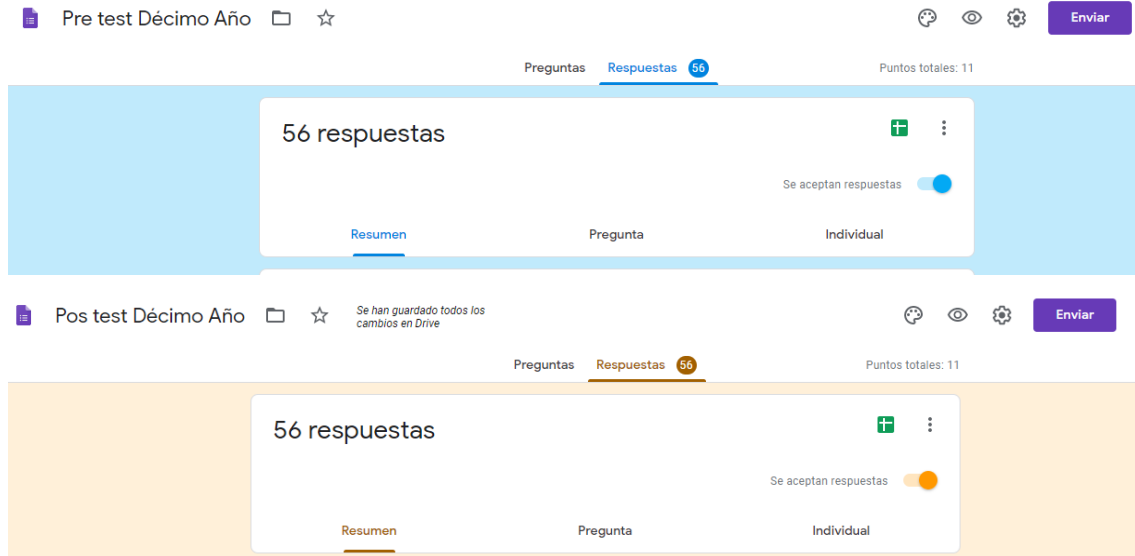 Pre test Décimo Año
Enviar
Preguntas Respuestas 56
Puntos totales: 11
56 respuestas
Se aceptan respuestas
Resumen Pregunta Individual
Pos test Décimo Año
Se han guardado todos los
cambios en Drive
Enviar
Preguntas Respuestas 56
Puntos totales: 11
56 respuestas
Se aceptan respuestas
Resumen Pregunta Individual